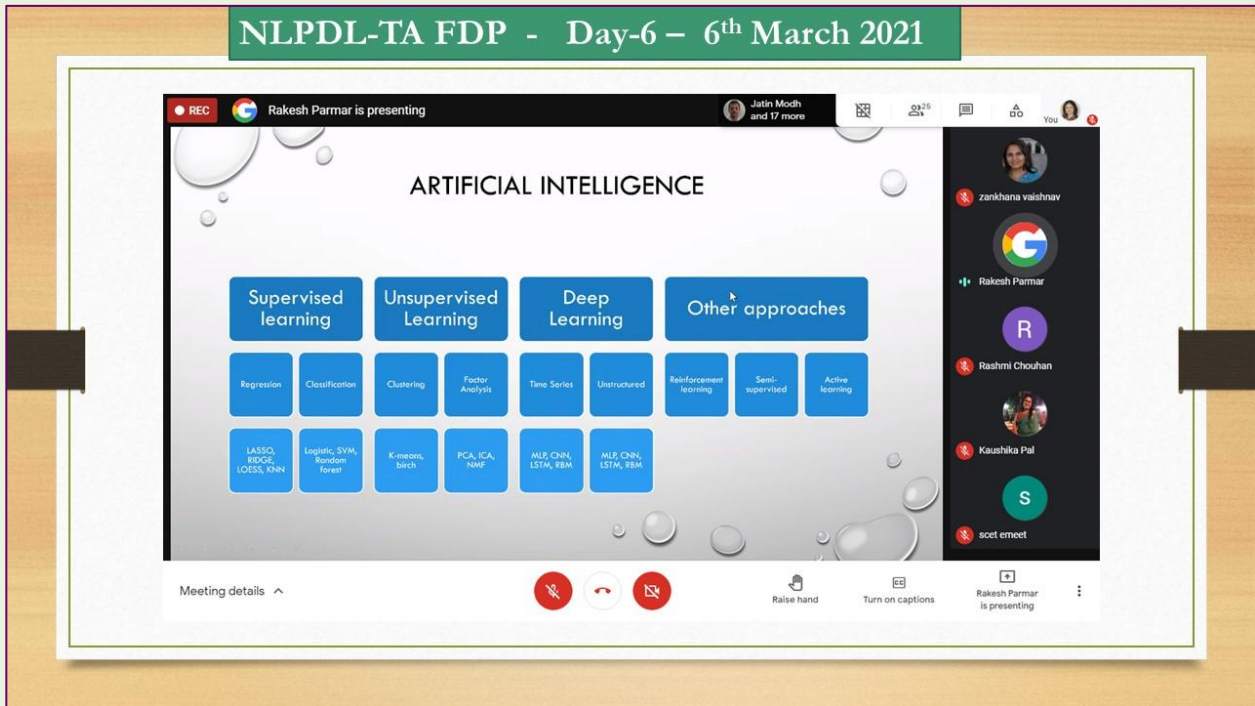 NLPDL-TA FDP - Day-6 – 6th March 2021
REC
Rakesh Parmar is presenting
Jatin Modh
and 17 more
26
You
ARTIFICIAL INTELLIGENCE
Supervised
learning
Unsupervised
Learning
Deep
Learning
Other approaches
Regression
Classification
Clustering
Factor
Analysis
Time Series
Unstructured
Reinforcement
learning
Semi-
supervised
Active
learning
LASSO,
RIDGE,
LOESS, KNN
Logistic, SVM,
Random
forest
K-means,
birch
PCA, ICA,
NMF
MLP, CNN,
LSTM, RBM
MLP, CNN,
LSTM, RBM
zankhana vaishnav
Rakesh Parmar
R
Rashmi Chouhan
Kaushika Pal
S
scet emeet
Meeting details
Raise hand
CC
Turn on captions
Rakesh Parmar
is presenting